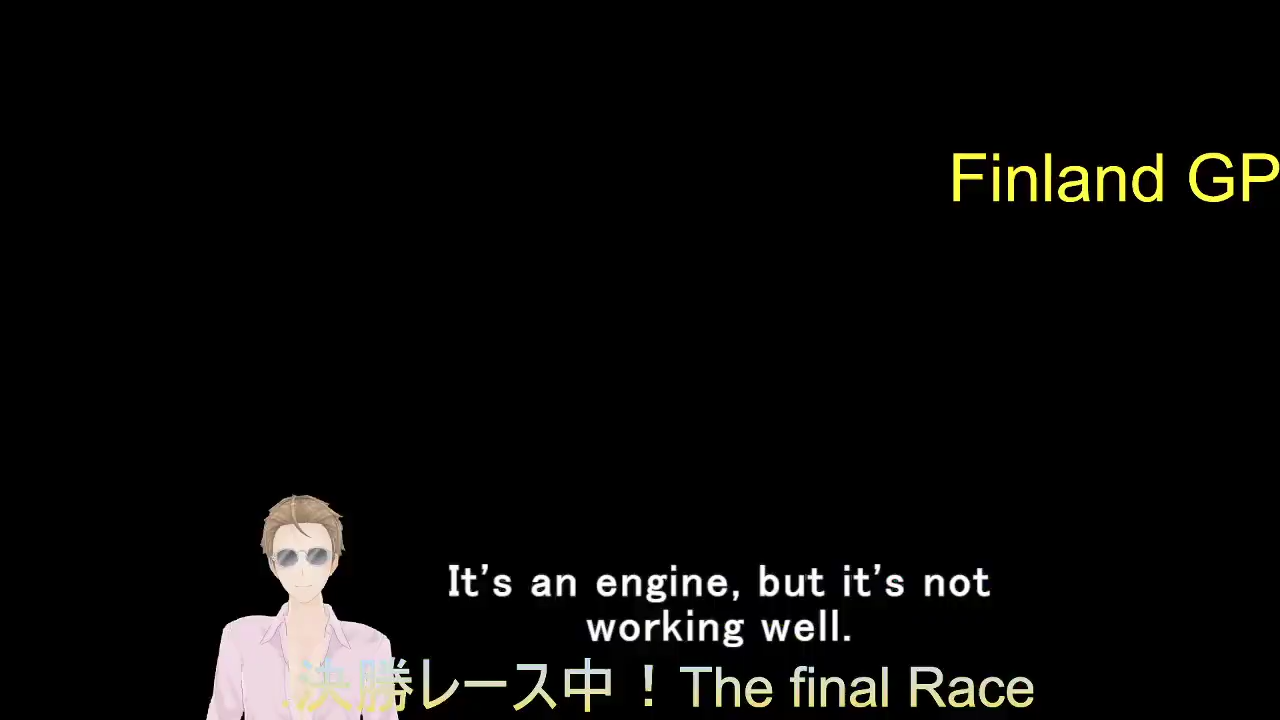 Finland GP
It's an engine, but it's not
working well.
決勝レース中！The final Race